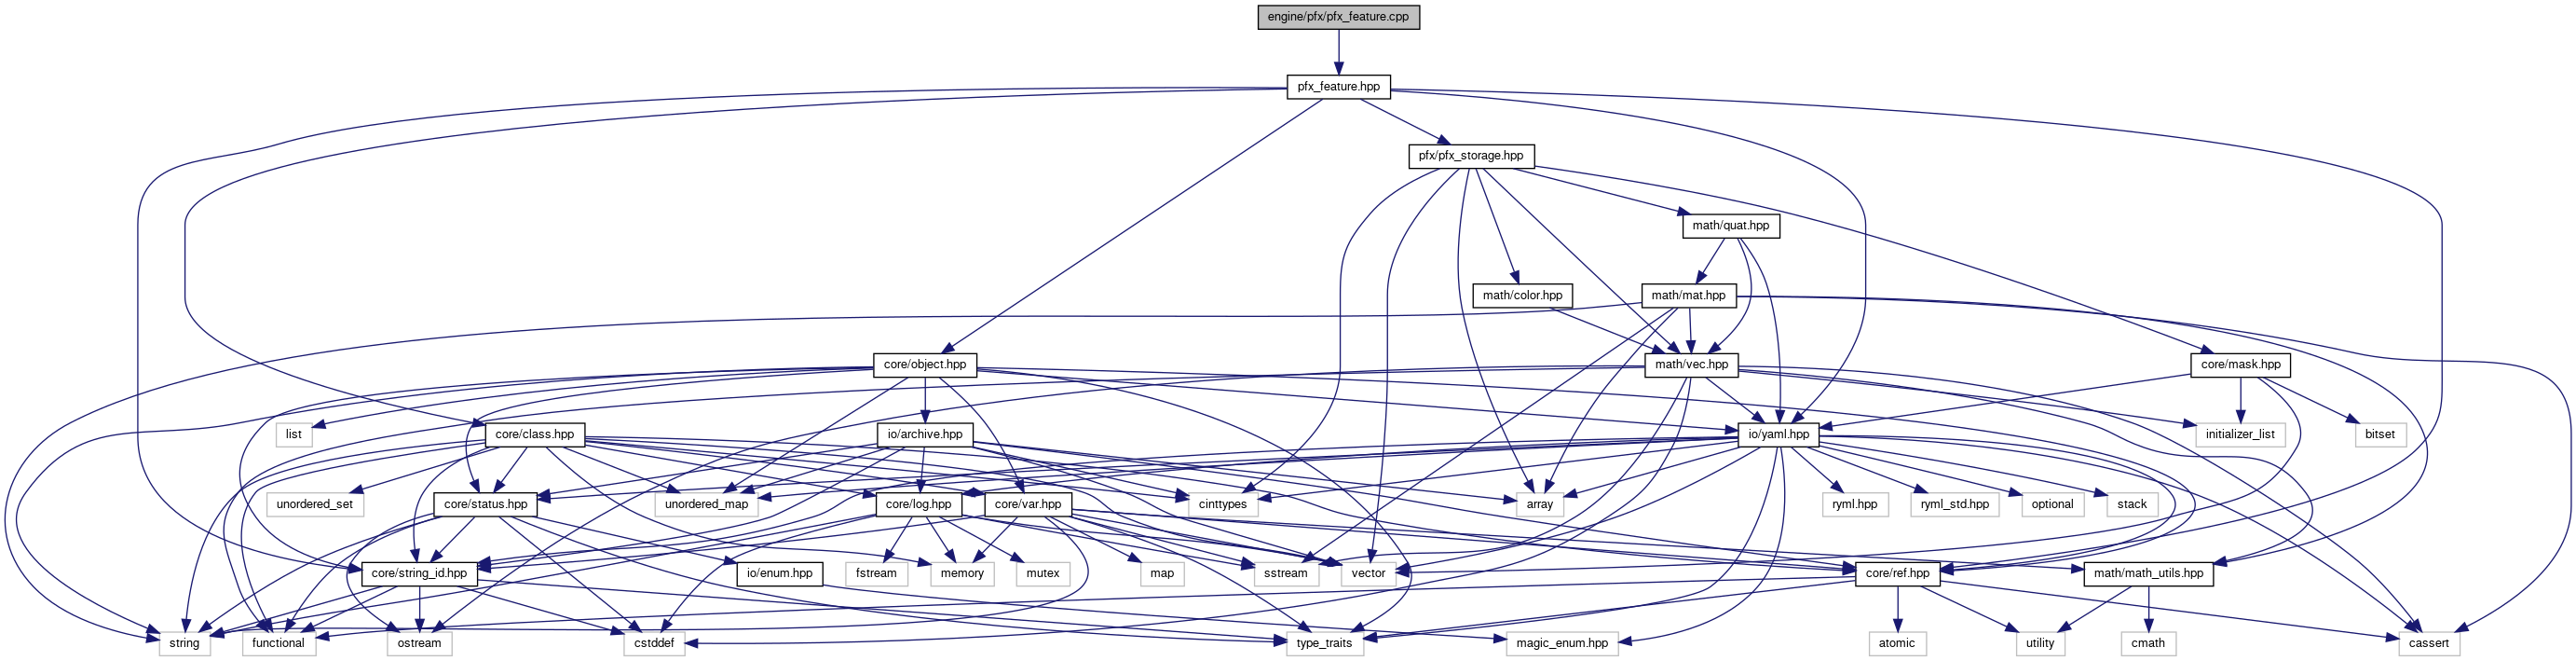 engine/pfx/pfx_feature.cpp
pfx_feature.hpp
pfx/pfx_storage.hpp
math/quat.hpp
math/color.hpp
math/mat.hpp
core/object.hpp
math/vec.hpp
core/mask.hpp
list
core/class.hpp
io/archive.hpp
io/yaml.hpp
initializer_list
bitset
unordered_set
core/status.hpp
unordered_map
core/log.hpp
core/var.hpp
cinttypes
array
ryml.hpp
ryml_std.hpp
optional
stack
core/string_id.hpp
io/enum.hpp
fstream
memory
mutex
map
sstream
vector
core/ref.hpp
math/math_utils.hpp
string
functional
ostream
cstddef
type_traits
magic_enum.hpp
atomic
utility
cmath
cassert